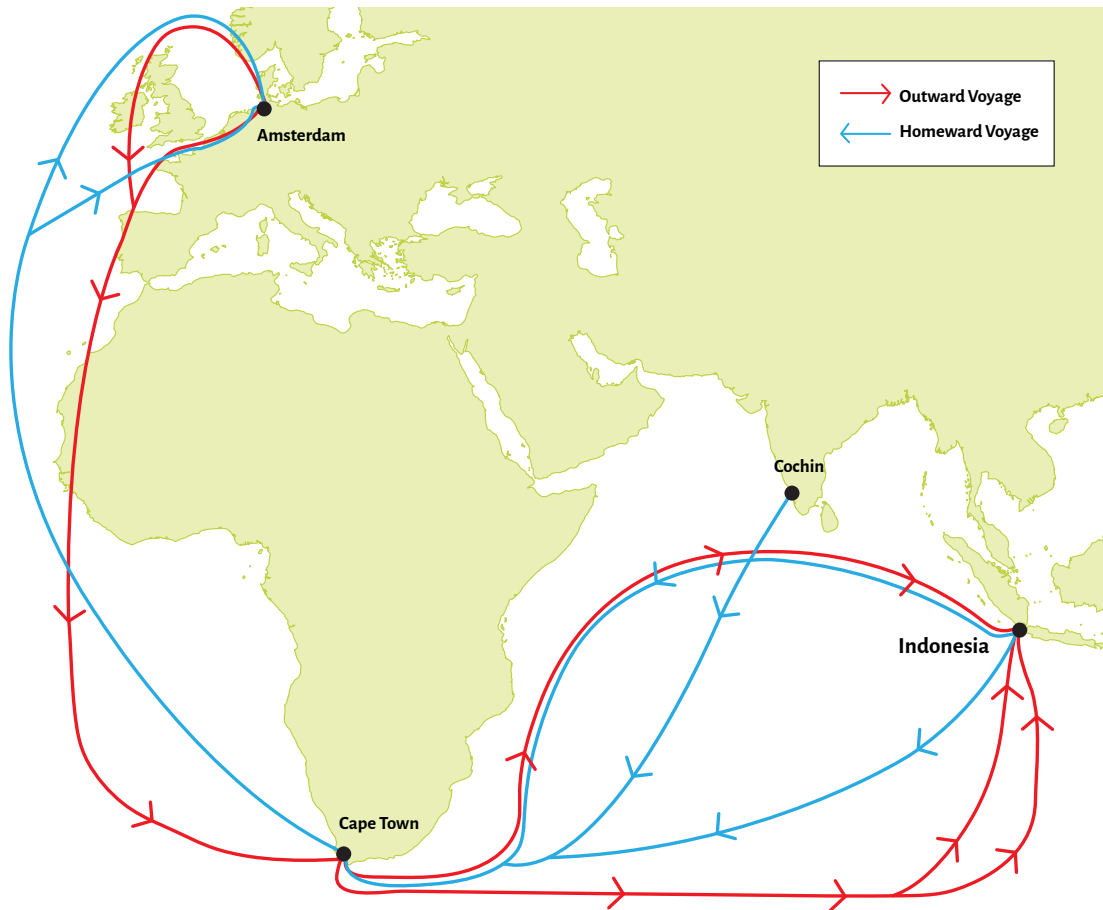 Outward Voyage
Homeward Voyage
Amsterdam
Cochin
Indonesia
Cape Town